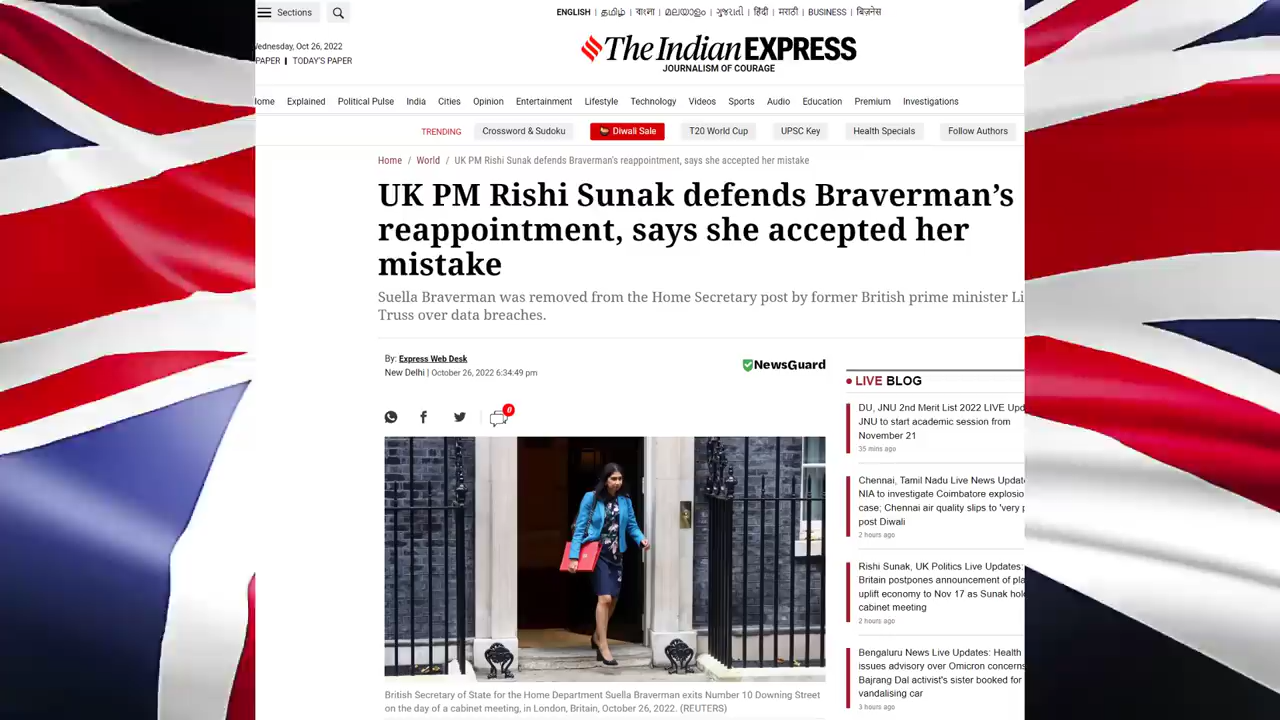 Sections
ENGLISH | தமிழ் | বাংলা | മലയാളം | ગુજરાતી | हिंदी | मराठी | BUSINESS | बिज़नेस
Wednesday, Oct 26, 2022
PAPER | TODAY'S PAPER
The Indian EXPRESS
JOURNALISM OF COURAGE
Home Explained Political Pulse India Cities Opinion Entertainment Lifestyle Technology Videos Sports Audio Education Premium Investigations
TRENDING Crossword & Sudoku Diwali Sale T20 World Cup UPSC Key Health Specials Follow Authors
Home / World / UK PM Rishi Sunak defends Braverman's reappointment, says she accepted her mistake
UK PM Rishi Sunak defends Braverman's
reappointment, says she accepted her
mistake
Suella Braverman was removed from the Home Secretary post by former British prime minister Li
Truss over data breaches.
By: Express Web Desk
New Delhi | October 26, 2022 6:34:49 pm
NewsGuard
0
British Secretary of State for the Home Department Suella Braverman exits Number 10 Downing Street
on the day of a cabinet meeting, in London, Britain, October 26, 2022. (REUTERS)
LIVE BLOG
DU, JNU 2nd Merit List 2022 LIVE Upd
JNU to start academic session from
November 21
35 mins ago
Chennai, Tamil Nadu Live News Update
NIA to investigate Coimbatore explosio
case; Chennai air quality slips to 'very p
post Diwali
2 hours ago
Rishi Sunak, UK Politics Live Updates:
Britain postpones announcement of pla
uplift economy to Nov 17 as Sunak hol
cabinet meeting
2 hours ago
Bengaluru News Live Updates: Health
issues advisory over Omicron concerns
Bajrang Dal activist's sister booked for
vandalising car
3 hours ago